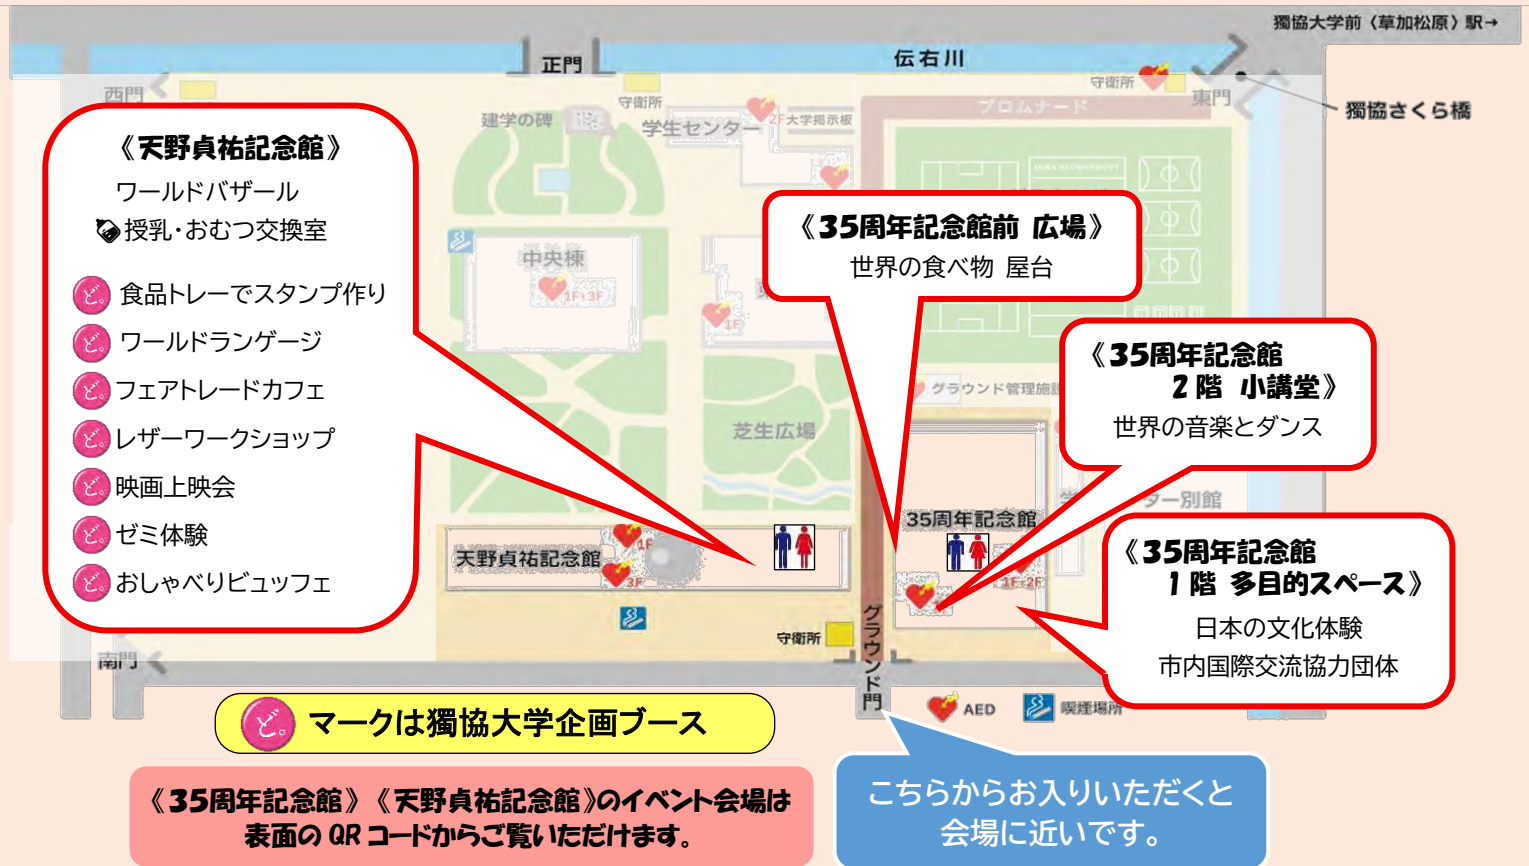 獨協大学前〈草加松原〉駅→
正門
伝右川
西門
守衛所
守衛所
東門
獨協さくら橋
建学の碑
学生センター
2F
大学掲示板
プロムナード
《天野貞祐記念館》
ワールドバザール
授乳・おむつ交換室
ど。 食品トレーでスタンプ作り
ど。 ワールドランゲージ
ど。 フェアトレードカフェ
ど。 レザーワークショップ
ど。 映画上映会
ど。 ゼミ体験
ど。 おしゃべりビュッフェ
中央棟
1F・3F
1F
《35周年記念館前 広場》
世界の食べ物 屋台
《35周年記念館
2階 小講堂》
世界の音楽とダンス
グラウンド管理施設
芝生広場
ター別館
35周年記念館
1F・2F
天野貞祐記念館
1F
3F
《35周年記念館
1階 多目的スペース》
日本の文化体験
市内国際交流協力団体
守衛所
グラウンド門
南門
AED
喫煙場所
ど。 マークは獨協大学企画ブース
《35周年記念館》《天野貞祐記念館》のイベント会場は
表面の QR コードからご覧いただけます。
こちらからお入りいただくと
会場に近いです。